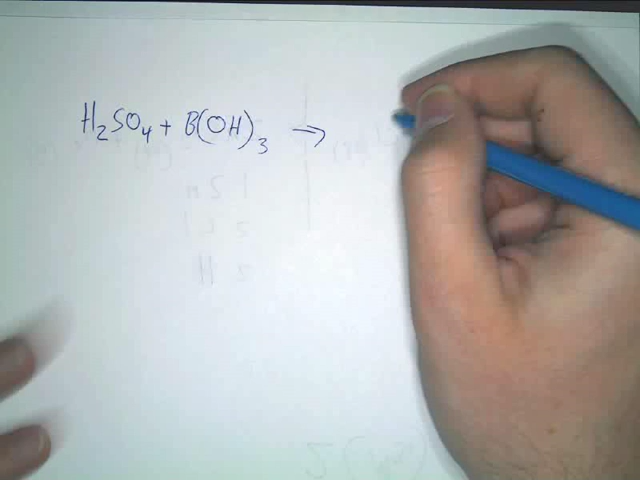 H₂SO₄ + B(OH)₃ →